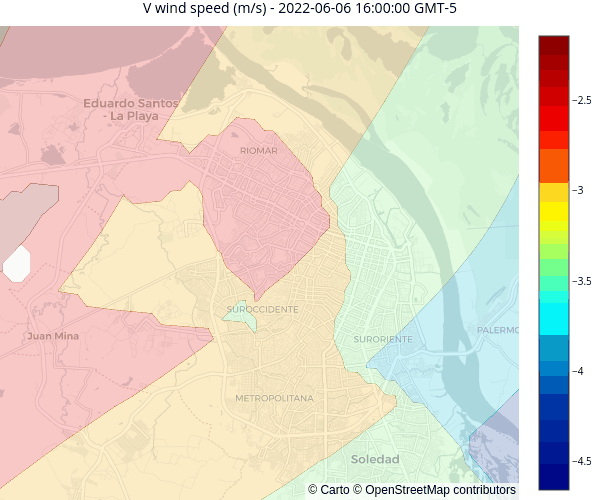 V wind speed (m/s) - 2022-06-06 16:00:00 GMT-5
Eduardo Santos
- La Playa
RIOMAR
SUROCCIDENTE
Juan Mina
SURORIENTE
PALERMO
METROPOLITANA
Soledad
−2.5
−3
−3.5
−4
−4.5
© Carto © OpenStreetMap contributors